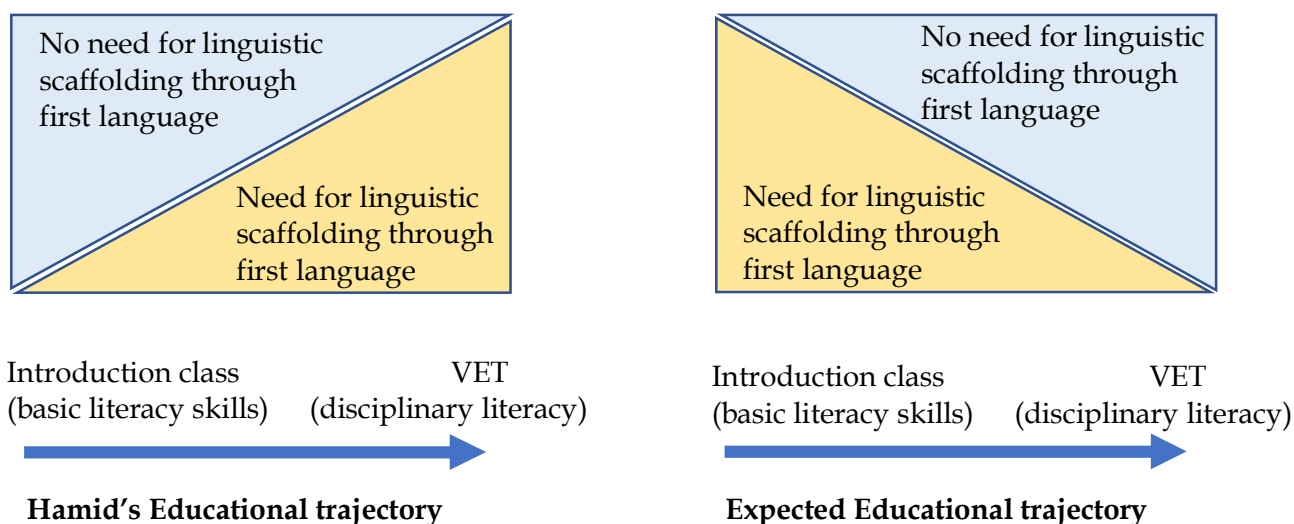 No need for linguistic
scaffolding through
first language
Need for linguistic
scaffolding through
first language
Introduction class
(basic literacy skills)
VET
(disciplinary literacy)
Hamid’s Educational trajectory
No need for linguistic
scaffolding through
first language
Need for linguistic
scaffolding through
first language
Introduction class
(basic literacy skills)
VET
(disciplinary literacy)
Expected Educational trajectory